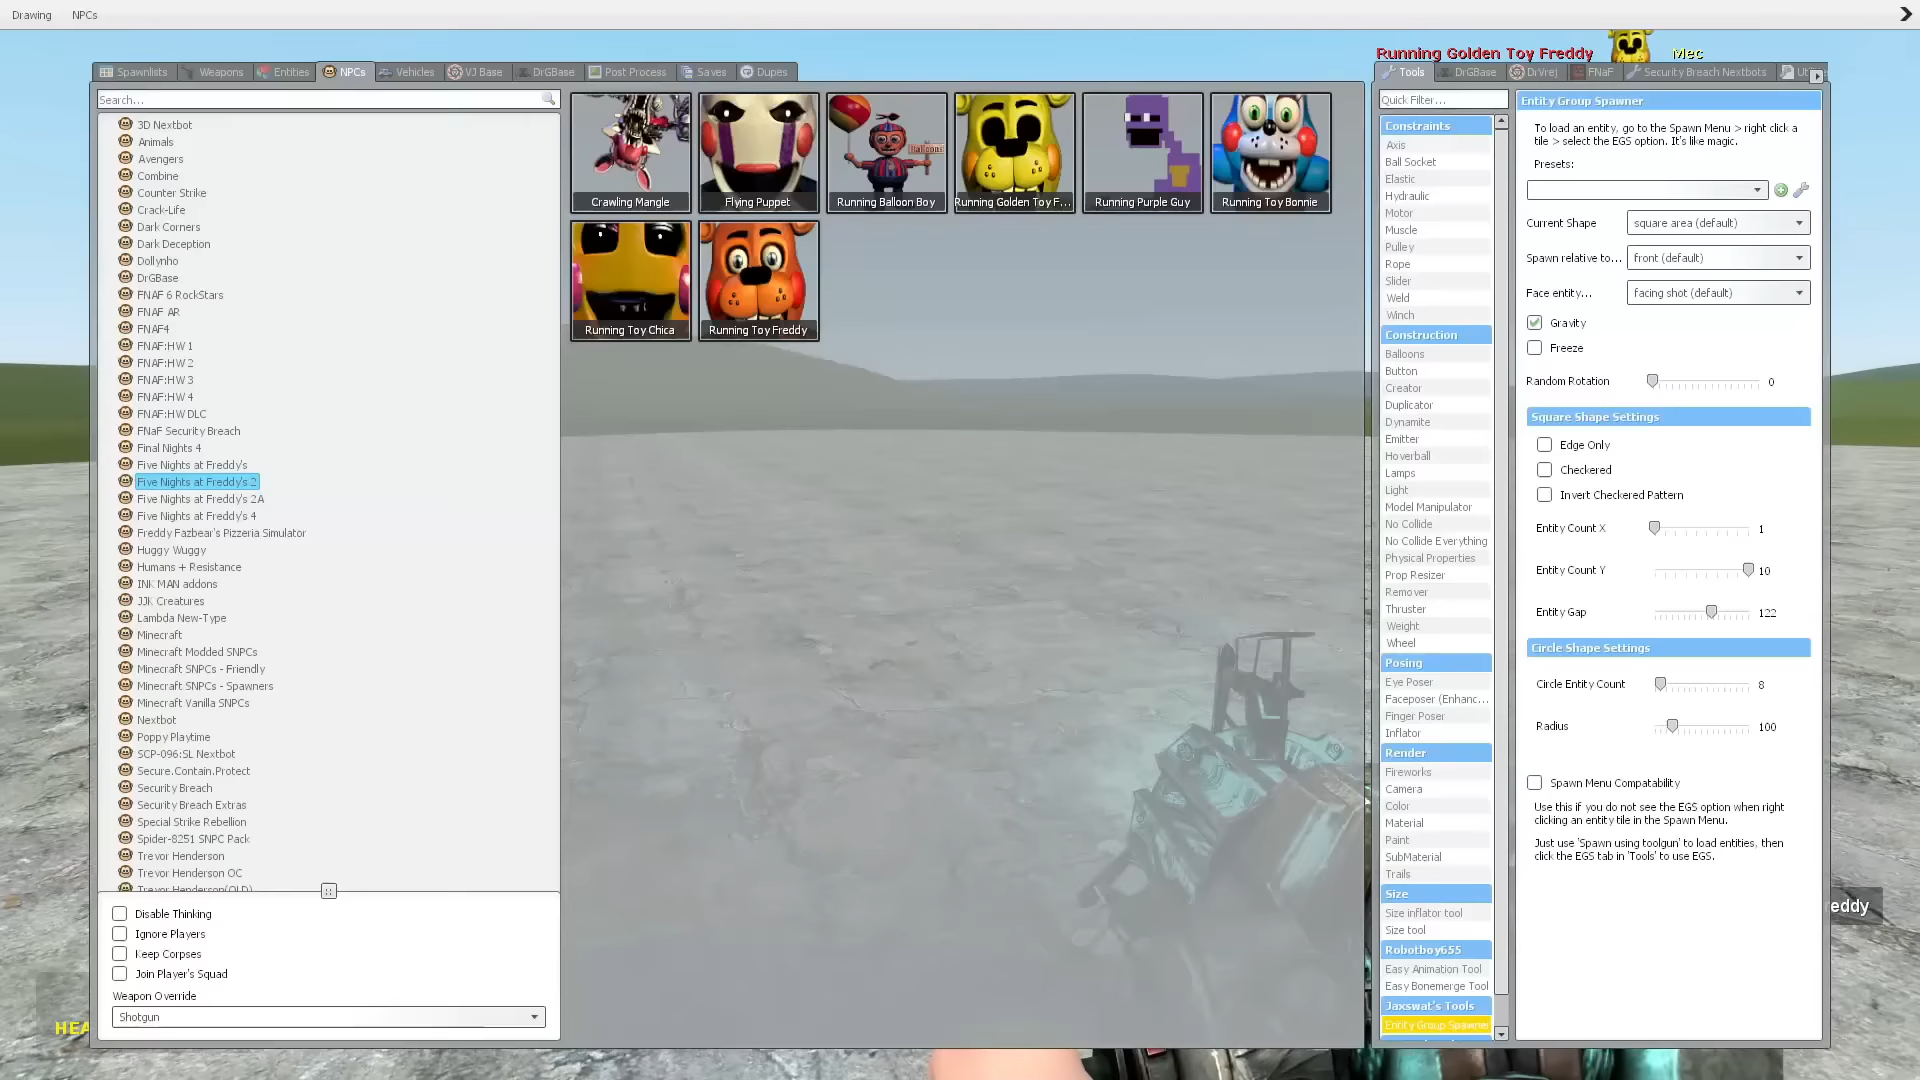 Drawing NPCs
Running Golden Toy Freddy Mec
Spawnlists Weapons Entities NPCs Vehicles VJ Base DrGBase Post Process Saves Dupes
Tools DrGBase DrVrej FNaF Security Breach Nextbots
Search...
3D Nextbot
Animals
Avengers
Combine
Counter Strike
Crack-Life
Dark Corners
Dark Deception
Dollynho
DrGBase
FNAF 6 RockStars
FNAF AR
FNAF4
FNAF:HW 1
FNAF:HW 2
FNAF:HW 3
FNAF:HW 4
FNAF:HW DLC
FNaF Security Breach
Final Nights 4
Five Nights at Freddy's
Five Nights at Freddy's 2
Five Nights at Freddy's 2A
Five Nights at Freddy's 4
Freddy Fazbear's Pizzeria Simulator
Huggy Wuggy
Humans + Resistance
INK MAN addons
JJK Creatures
Lambda New-Type
Minecraft
Minecraft Modded SNPCs
Minecraft SNPCs - Friendly
Minecraft SNPCs - Spawners
Minecraft Vanilla SNPCs
Nextbot
Poppy Playtime
SCP-096:SL Nextbot
Secure.Contain.Protect
Security Breach
Security Breach Extras
Special Strike Rebellion
Spider-8251 SNPC Pack
Trevor Henderson
Trevor Henderson OC
Trevor Henderson(OLD)
Disable Thinking
Ignore Players
Keep Corpses
Join Player's Squad
Weapon Override
Shotgun
HEA
Balloons!
Crawling Mangle
Flying Puppet
Running Balloon Boy
Running Golden Toy F...
Running Purple Guy
Running Toy Bonnie
Running Toy Chica
Running Toy Freddy
Quick Filter...
Constraints
Axis
Ball Socket
Elastic
Hydraulic
Motor
Muscle
Pulley
Rope
Slider
Weld
Winch
Construction
Balloons
Button
Creator
Duplicator
Dynamite
Emitter
Hoverball
Lamps
Light
Model Manipulator
No Collide
No Collide Everything
Physical Properties
Prop Resizer
Remover
Thruster
Weight
Wheel
Posing
Eye Poser
Faceposer (Enhanc...
Finger Poser
Inflator
Render
Fireworks
Camera
Color
Material
Paint
SubMaterial
Trails
Size
Size inflator tool
Size tool
Robotboy655
Easy Animation Tool
Easy Bonemerge Tool
Jaxswat's Tools
Entity Group Spawner
Entity Group Spawner
To load an entity, go to the Spawn Menu > right click a
tile > select the EGS option. It's like magic.
Presets:
Current Shape square area (default)
Spawn relative to... front (default)
Face entity... facing shot (default)
Gravity
Freeze
Random Rotation 0
Square Shape Settings
Edge Only
Checkered
Invert Checkered Pattern
Entity Count X 1
Entity Count Y 10
Entity Gap 122
Circle Shape Settings
Circle Entity Count 8
Radius 100
Spawn Menu Compatability
Use this if you do not see the EGS option when right
clicking an entity tile in the Spawn Menu.
Just use 'Spawn using toolgun' to load entities, then
click the EGS tab in 'Tools' to use EGS.
eddy